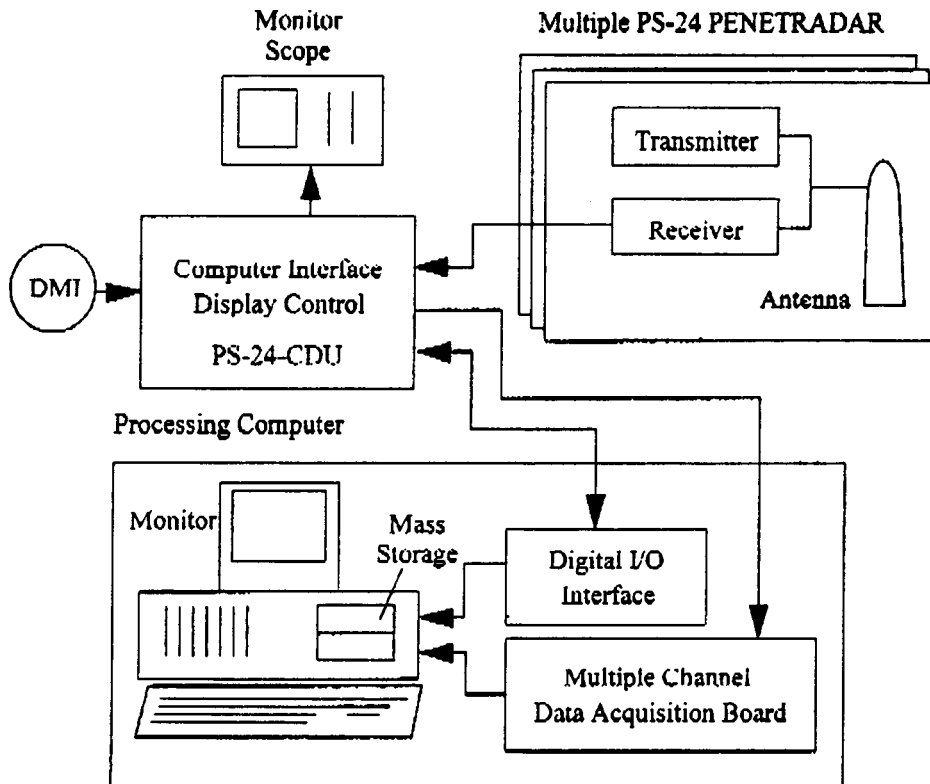 Monitor
Scope
Multiple PS-24 PENETRADAR
Transmitter
Receiver
Antenna
DMI
Computer Interface
Display Control
PS-24-CDU
Processing Computer
Monitor
Mass
Storage
Digital I/O
Interface
Multiple Channel
Data Acquisition Board